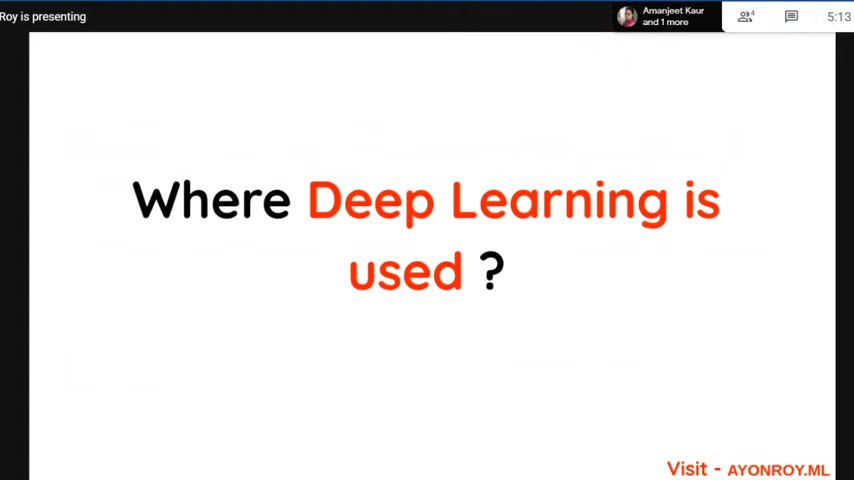 Roy is presenting
Amanjeet Kaur
and 1 more
4
5:13
Where Deep Learning is
used ?
Visit - AYONROY.ML